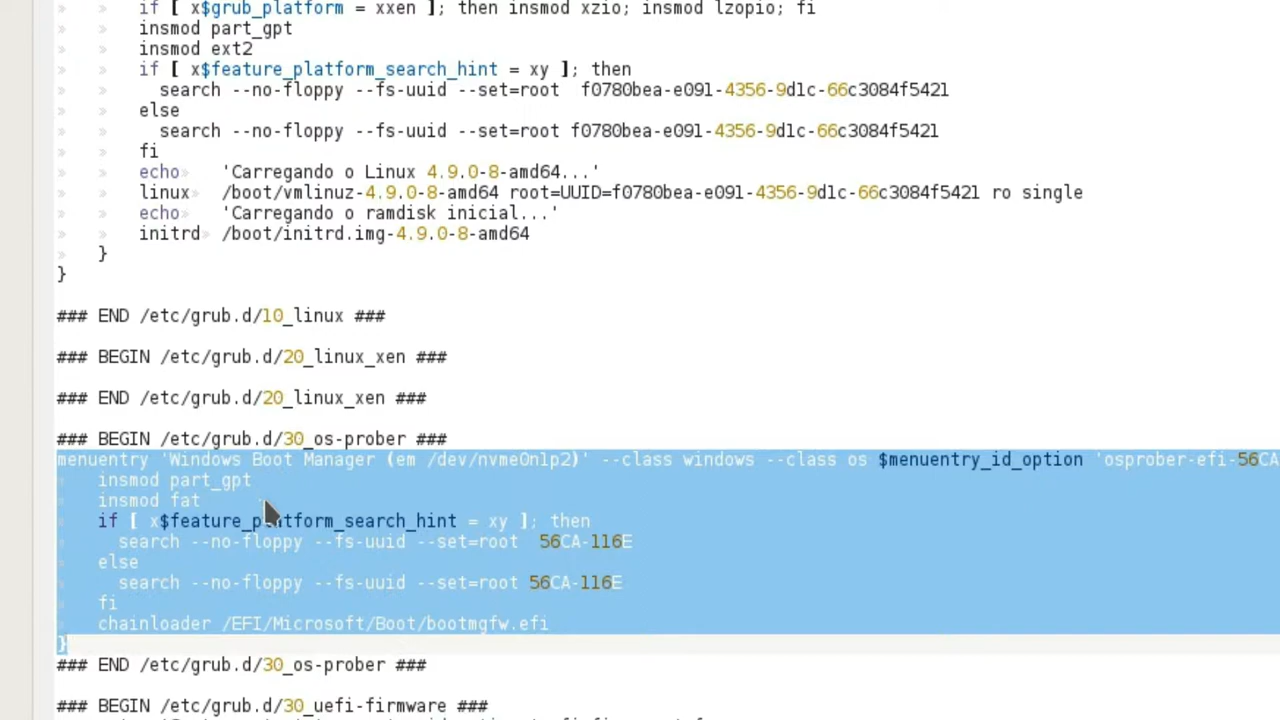 if [ x$grub_platform = xxen ]; then insmod xzio; insmod lzopio; fi
insmod part_gpt
insmod ext2
if [ x$feature_platform_search_hint = xy ]; then
search --no-floppy --fs-uuid --set=root  f0780bea-e091-4356-9d1c-66c3084f5421
else
search --no-floppy --fs-uuid --set=root f0780bea-e091-4356-9d1c-66c3084f5421
fi
echo 'Carregando o Linux 4.9.0-8-amd64...'
linux /boot/vmlinuz-4.9.0-8-amd64 root=UUID=f0780bea-e091-4356-9d1c-66c3084f5421 ro single
echo 'Carregando o ramdisk inicial...'
initrd /boot/initrd.img-4.9.0-8-amd64
}
}
### END /etc/grub.d/10_linux ###
### BEGIN /etc/grub.d/20_linux_xen ###
### END /etc/grub.d/20_linux_xen ###
### BEGIN /etc/grub.d/30_os-prober ###
menuentry 'Windows Boot Manager (em /dev/nvme0n1p2)' --class windows --class os $menuentry_id_option 'osprober-efi-56CA
insmod part_gpt
insmod fat
if [ x$feature_platform_search_hint = xy ]; then
search --no-floppy --fs-uuid --set=root  56CA-116E
else
search --no-floppy --fs-uuid --set=root 56CA-116E
fi
chainloader /EFI/Microsoft/Boot/bootmgfw.efi
}
### END /etc/grub.d/30_os-prober ###
### BEGIN /etc/grub.d/30_uefi-firmware ###